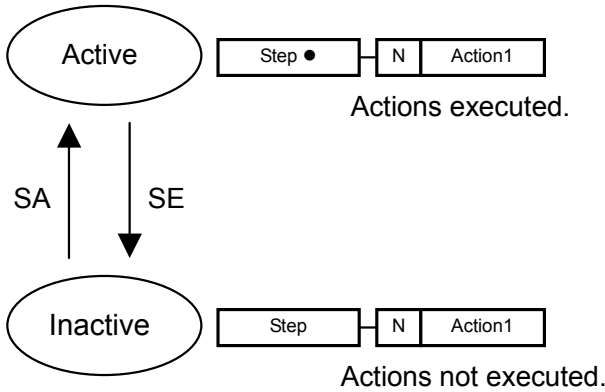 Active
Step ● N Action1
Actions executed.
SA SE
Inactive
Step N Action1
Actions not executed.